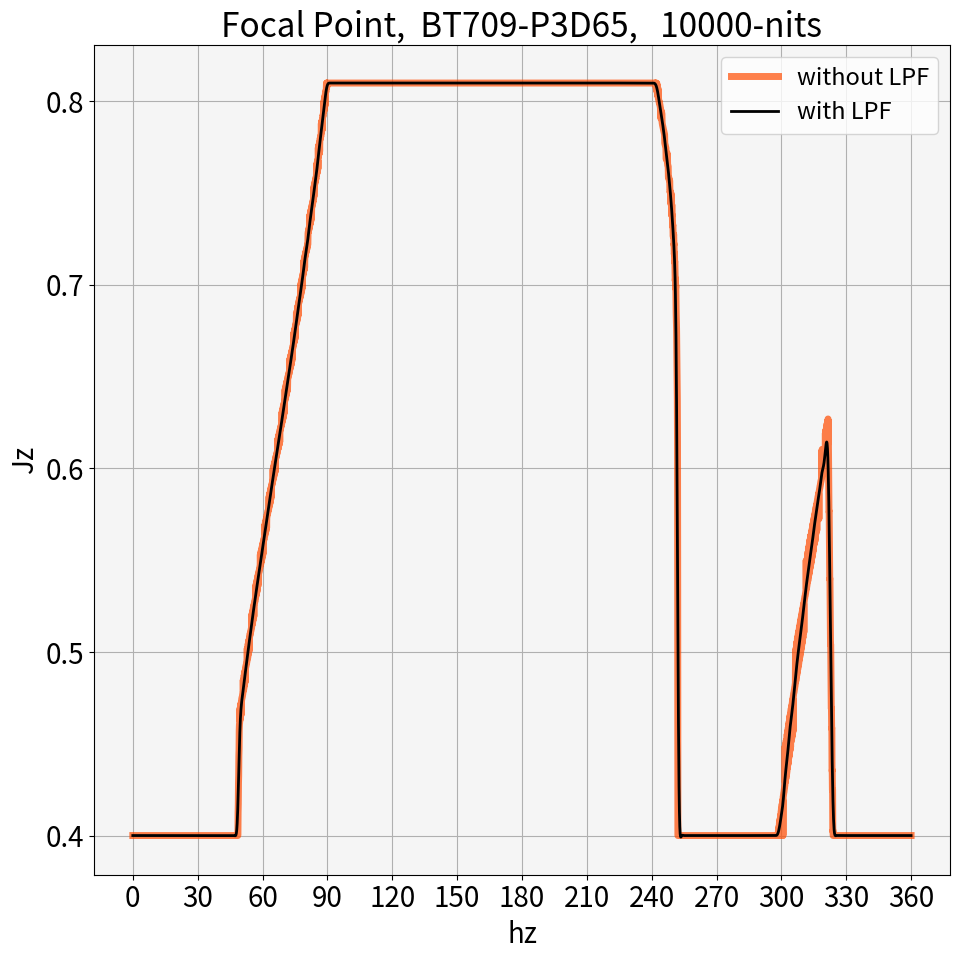 Focal Point,  BT709-P3D65,   10000-nits
without LPF
with LPF
0.8
0.7
0.6
0.5
0.4
Jz
0 30 60 90 120 150 180 210 240 270 300 330 360
hz